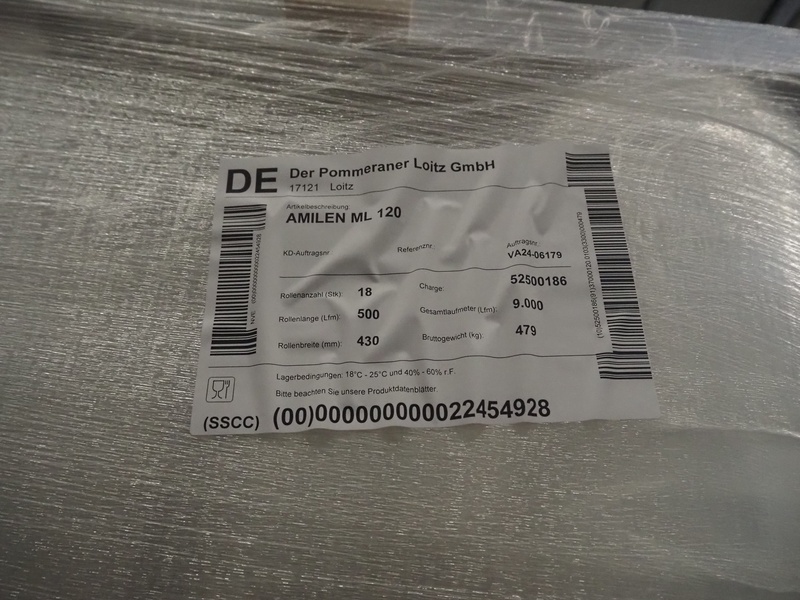 DE Der Pommeraner Loitz GmbH
17121 Loitz
Artikelbeschreibung:
AMILEN ML 120
KD-Auftragsnr. Referenznr. Auftragsnr.:
VA24-06179
Rollenanzahl (Stk): 18 Charge: 52500186
Rollenlänge (Lfm): 500 Gesamtlaufmeter (Lfm): 9.000
Rollenbreite (mm): 430 Bruttogewicht (kg): 479
Lagerbedingungen: 18°C - 25°C und 40% - 60% r.F.
Bitte beachten Sie unsere Produktdatenblätter.
(SSCC) (00)000000000022454928